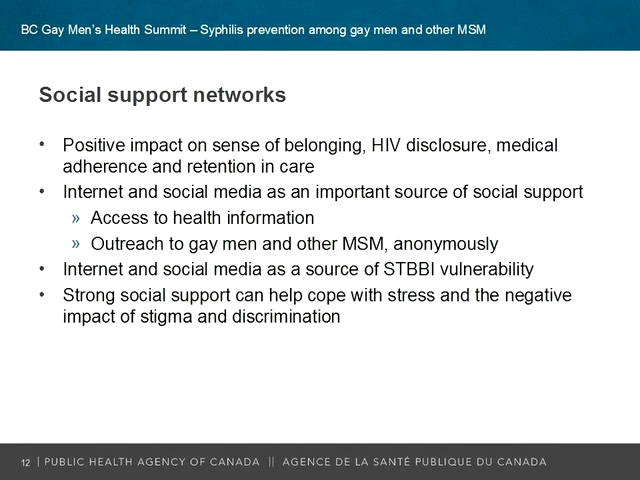 BC Gay Men's Health Summit – Syphilis prevention among gay men and other MSM
Social support networks
• Positive impact on sense of belonging, HIV disclosure, medical
adherence and retention in care
• Internet and social media as an important source of social support
» Access to health information
» Outreach to gay men and other MSM, anonymously
• Internet and social media as a source of STBBI vulnerability
• Strong social support can help cope with stress and the negative
impact of stigma and discrimination
12 | PUBLIC HEALTH AGENCY OF CANADA || AGENCE DE LA SANTÉ PUBLIQUE DU CANADA